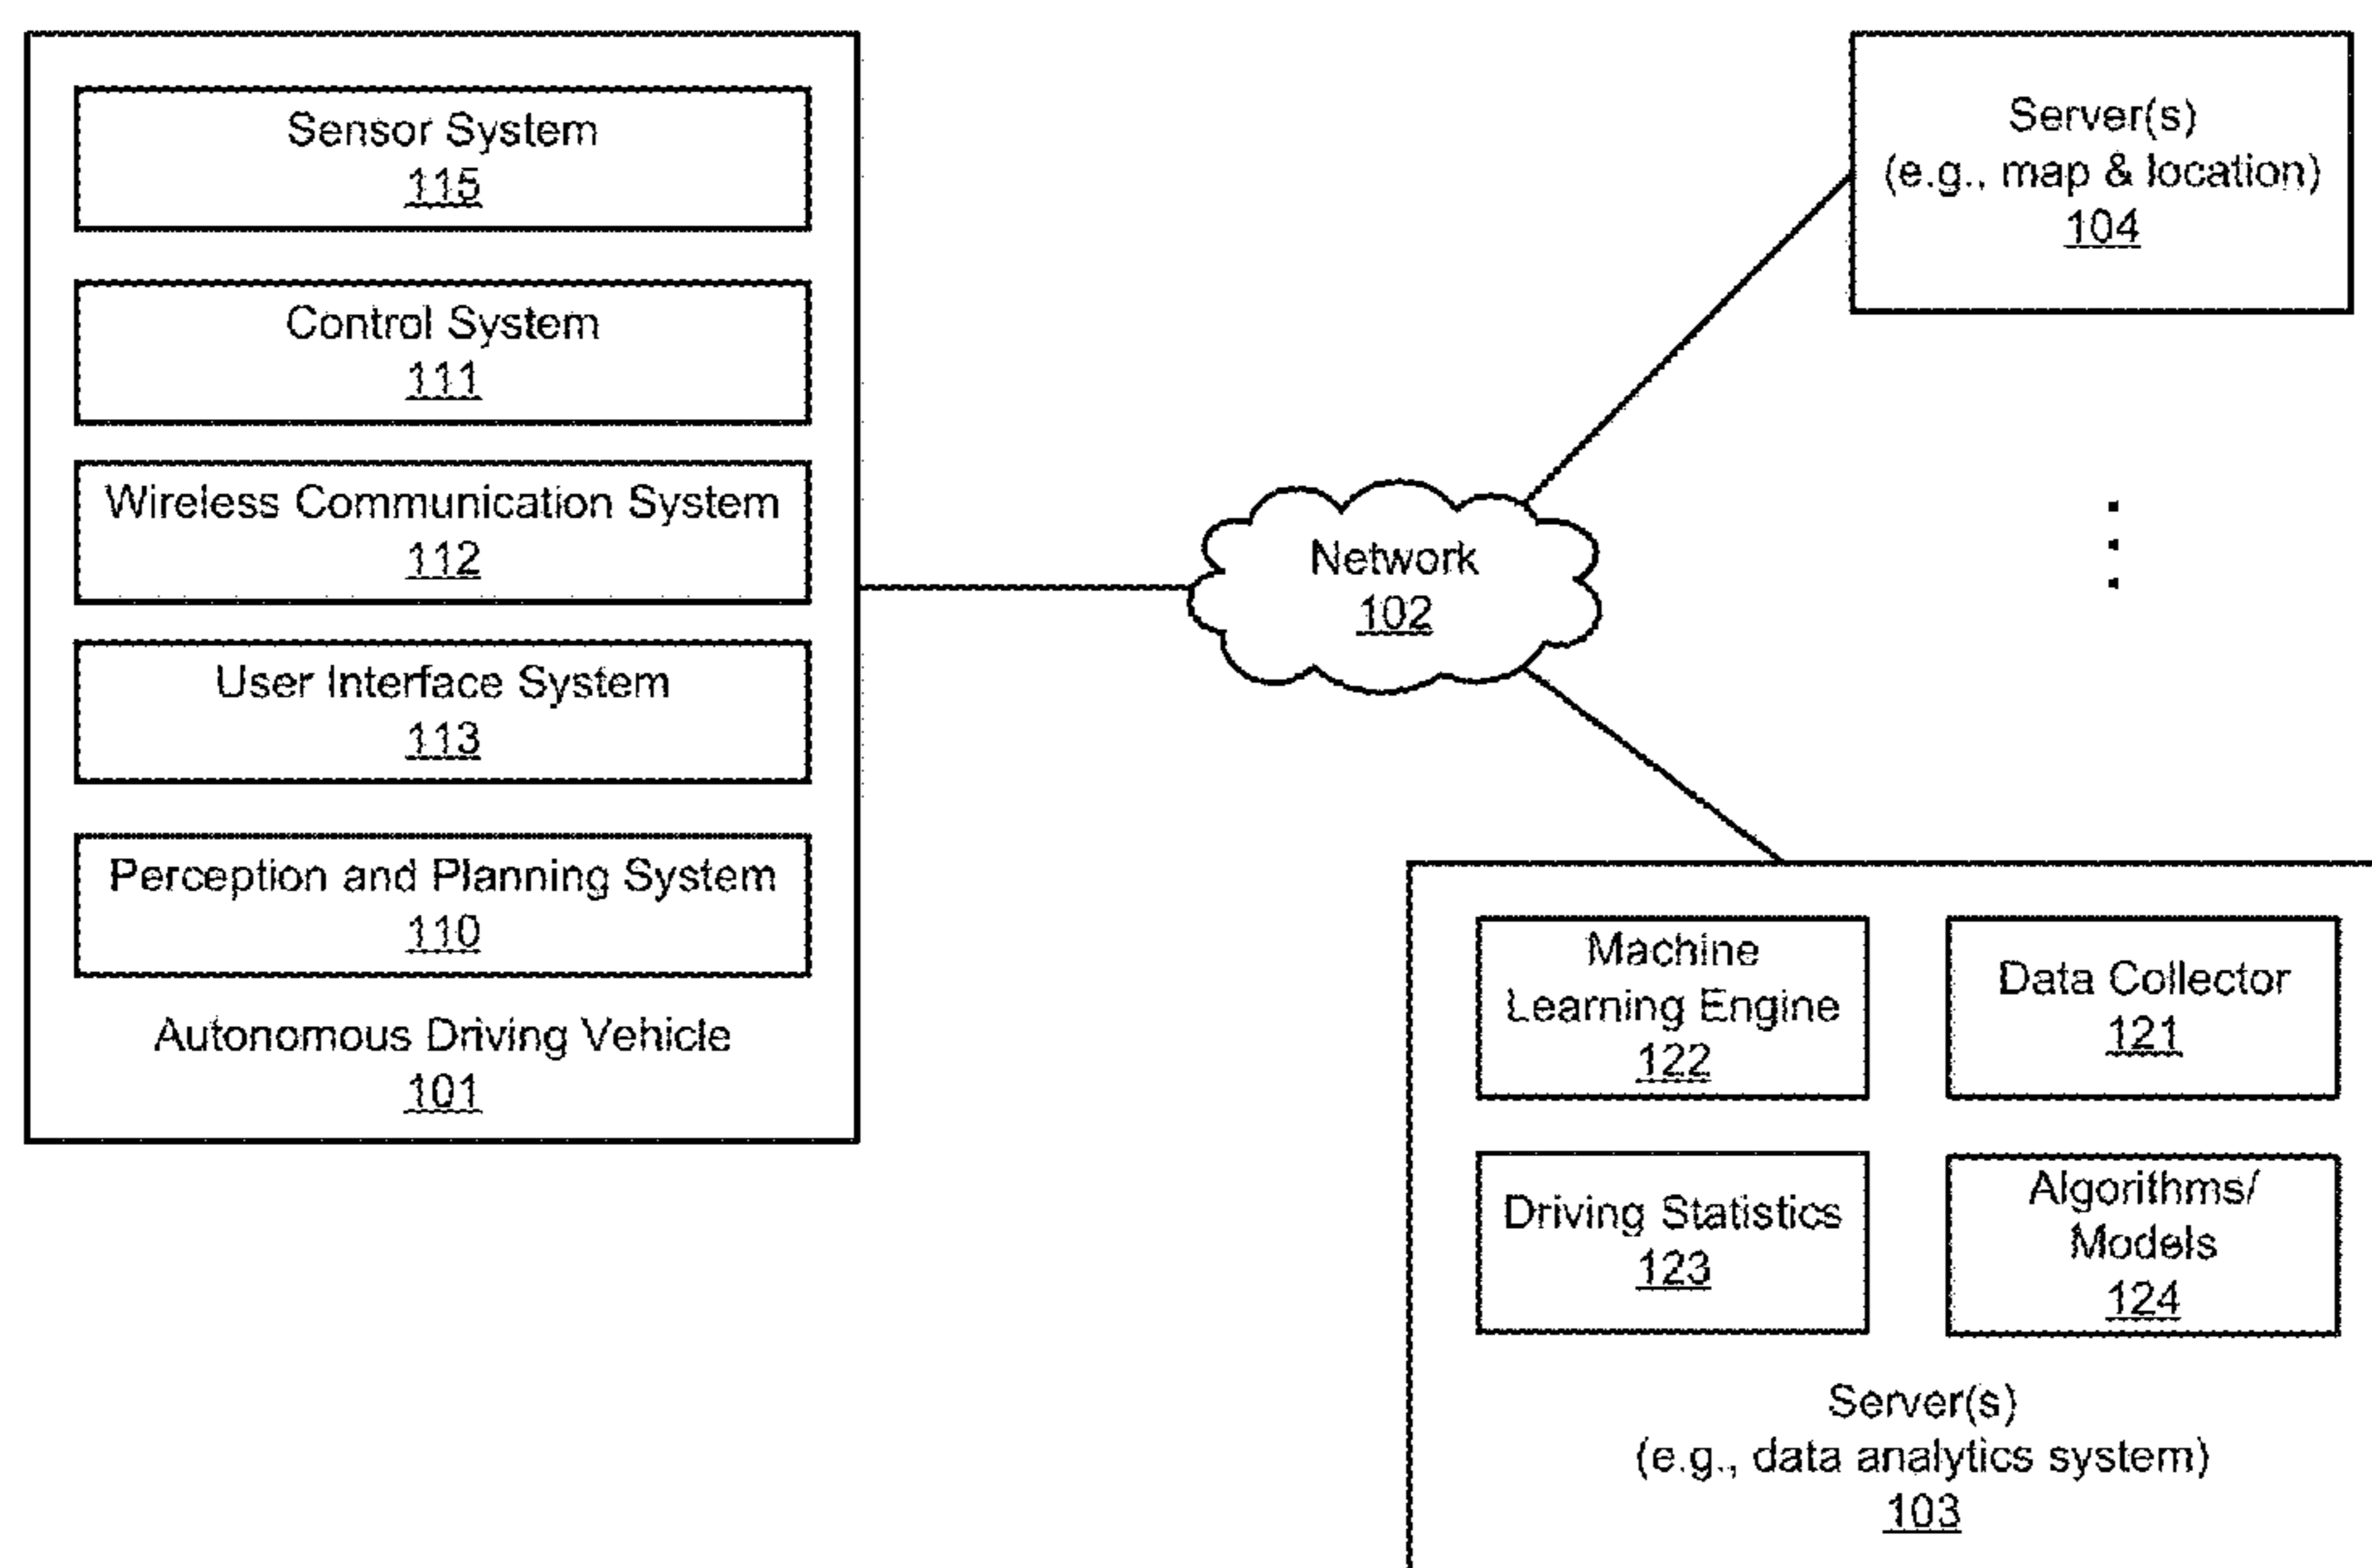 Sensor System
115
Control System
111
Wireless Communication System
112
User Interface System
113
Perception and Planning System
110
Autonomous Driving Vehicle
101
Network
102
Server(s)
(e.g., map & location)
104
Machine
Learning Engine
122
Data Collector
121
Driving Statistics
123
Algorithms/
Models
124
Server(s)
(e.g., data analytics system)
103